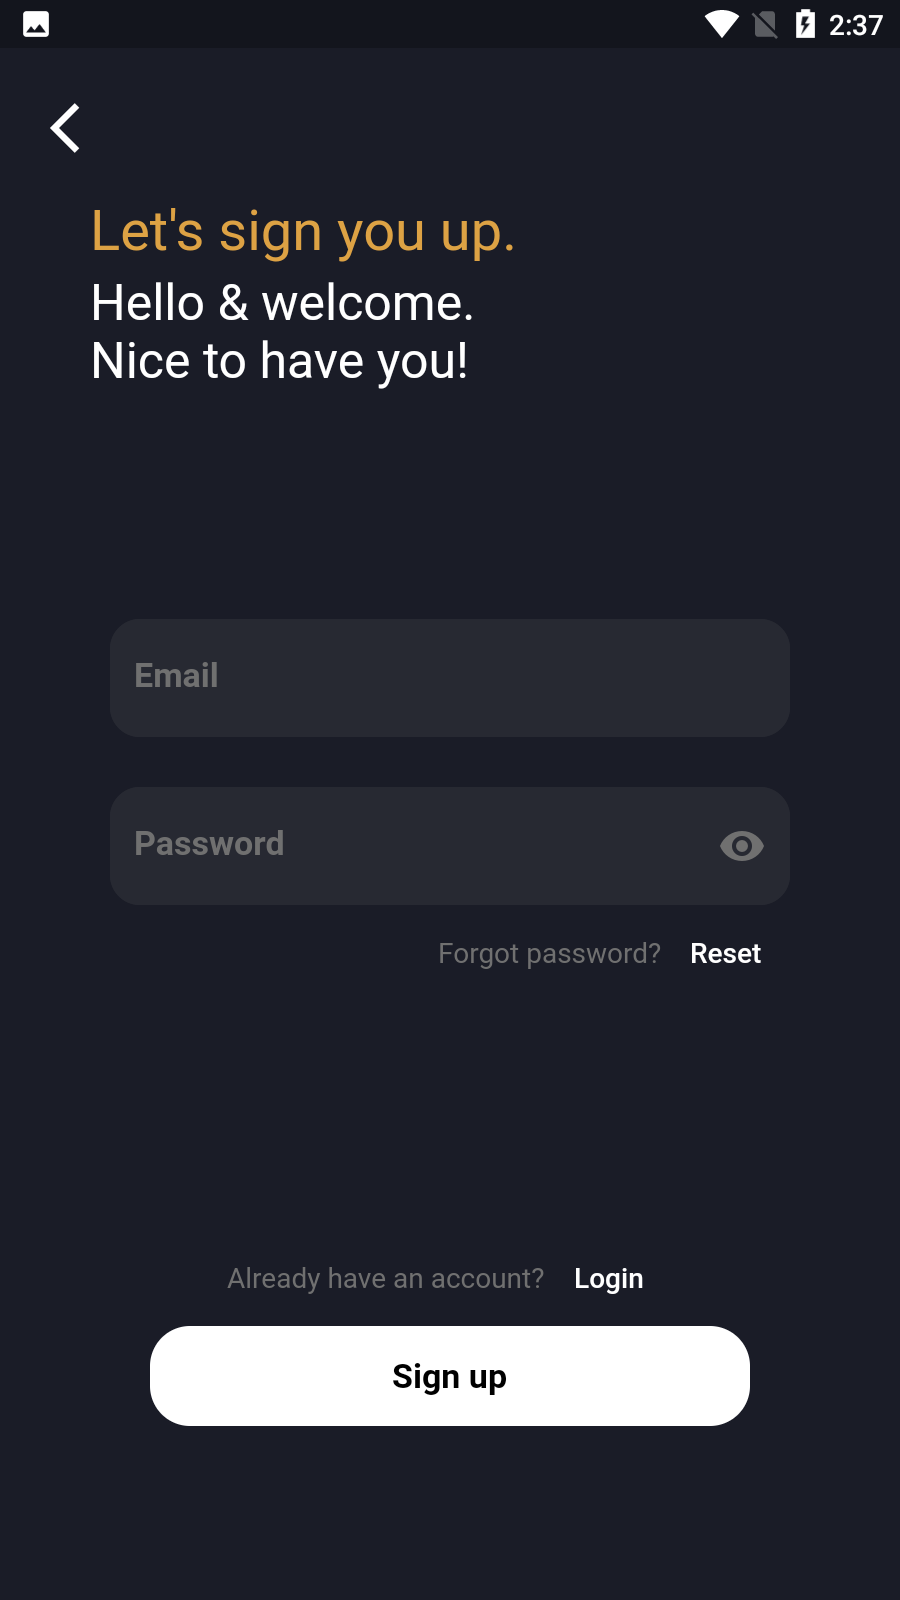 2:37
Let's sign you up.
Hello & welcome.
Nice to have you!
Email
Password
Forgot password? Reset
Already have an account? Login
Sign up